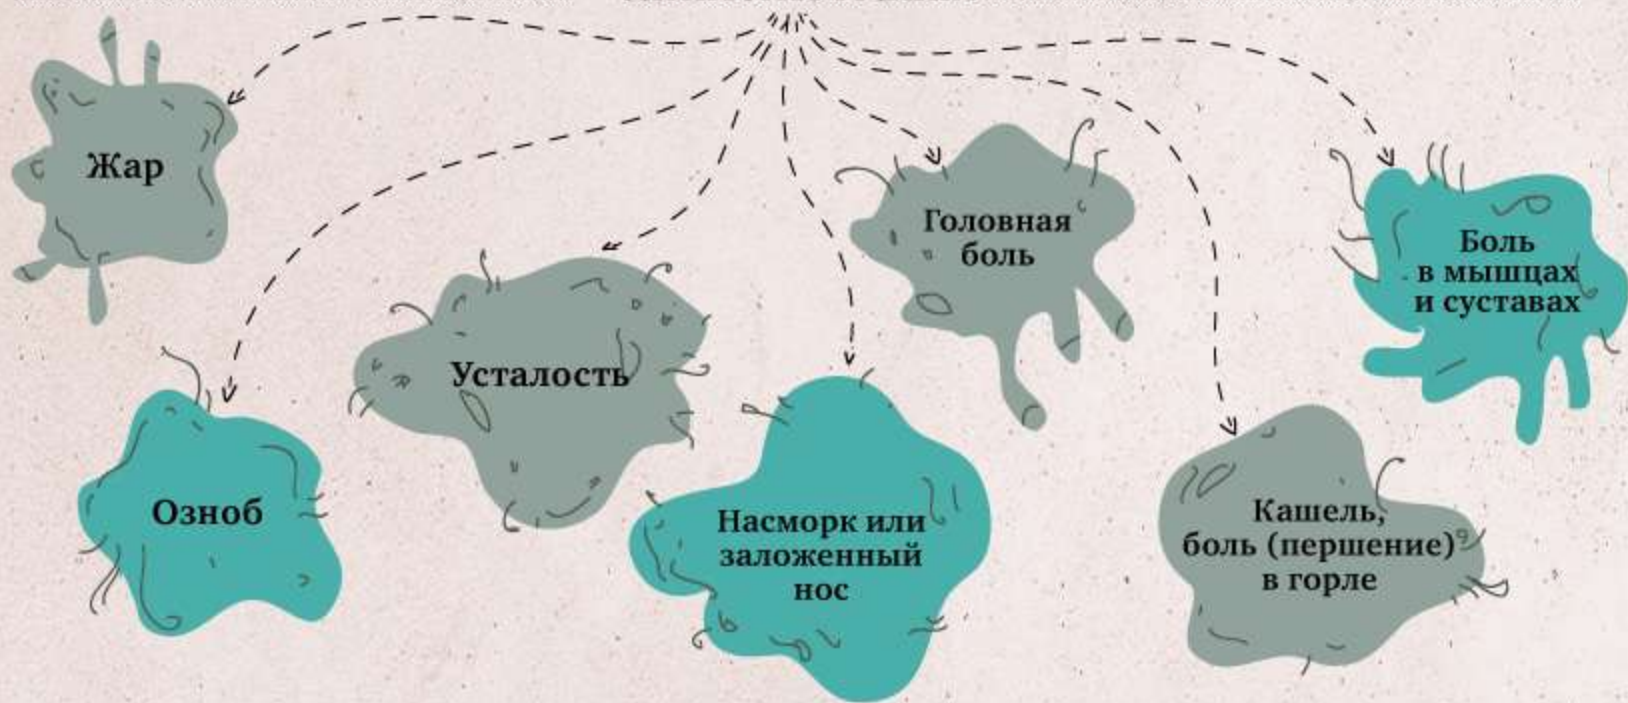 Жар
Головная
боль
Боль
в мышцах
и суставах
Усталость
Озноб
Насморк или
заложенный
нос
Кашель,
боль (першение)
в горле